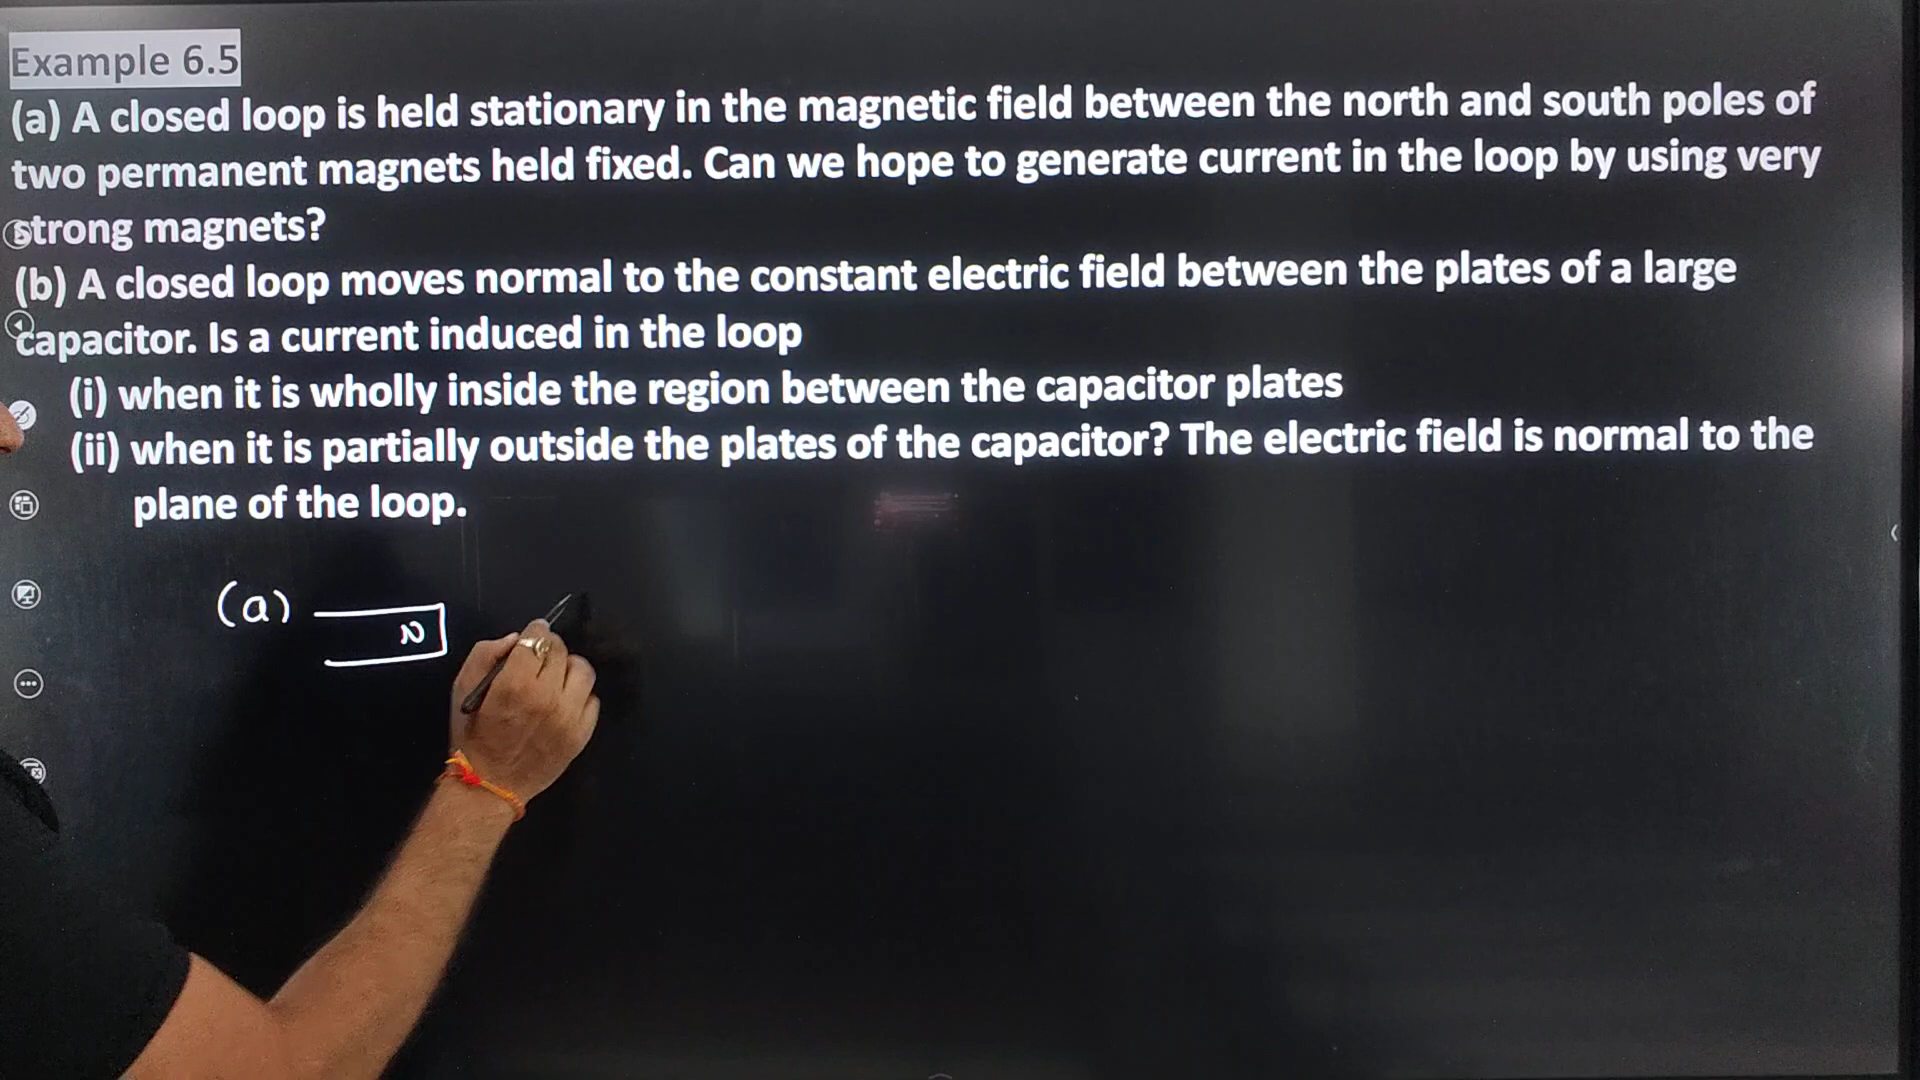 Example 6.5
(a) A closed loop is held stationary in the magnetic field between the north and south poles of
two permanent magnets held fixed. Can we hope to generate current in the loop by using very
strong magnets?
(b) A closed loop moves normal to the constant electric field between the plates of a large
capacitor. Is a current induced in the loop
(i) when it is wholly inside the region between the capacitor plates
(ii) when it is partially outside the plates of the capacitor? The electric field is normal to the
plane of the loop.
(a)
N